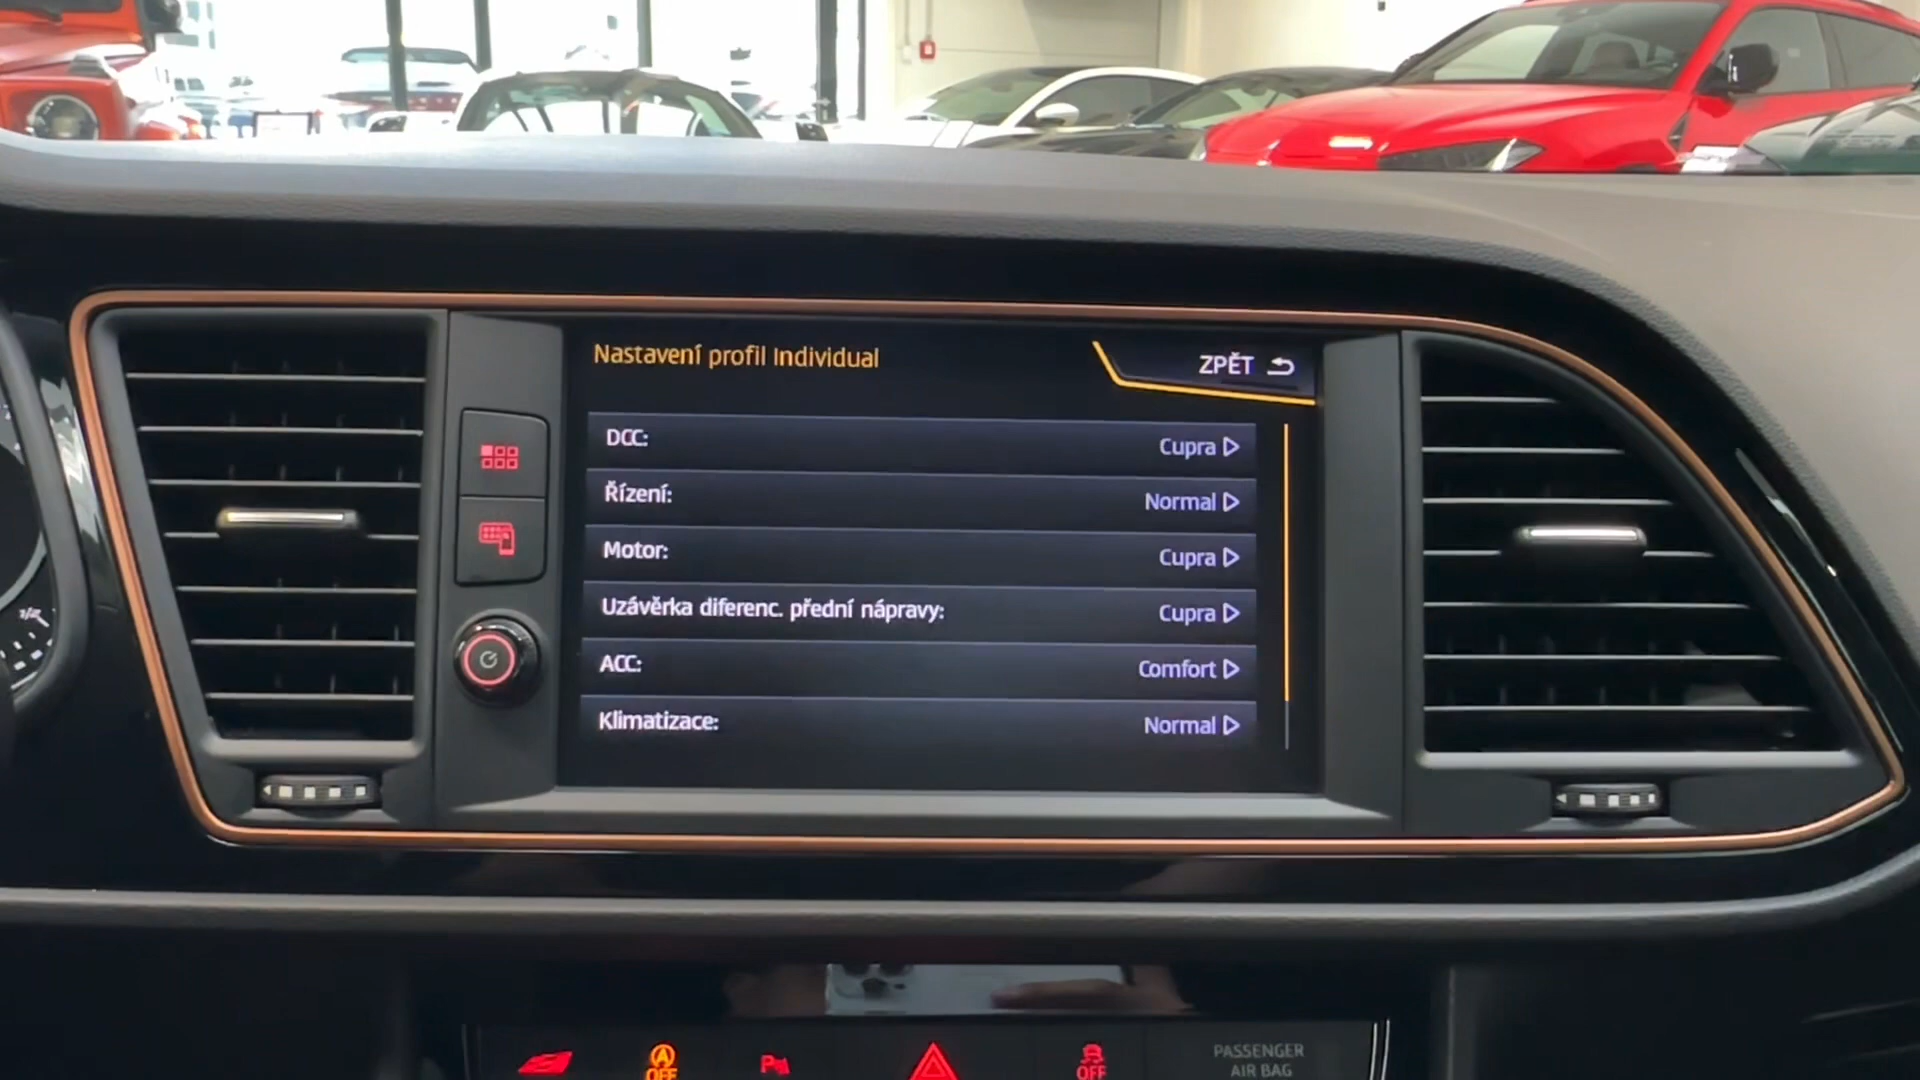 Nastavení profil Individual
ZPĚT
DCC: Cupra
Řízení: Normal
Motor: Cupra
Uzávěrka diferenc. přední nápravy: Cupra
ACC: Comfort
Klimatizace: Normal
A
OFF
P
OFF
PASSENGER
AIR BAG